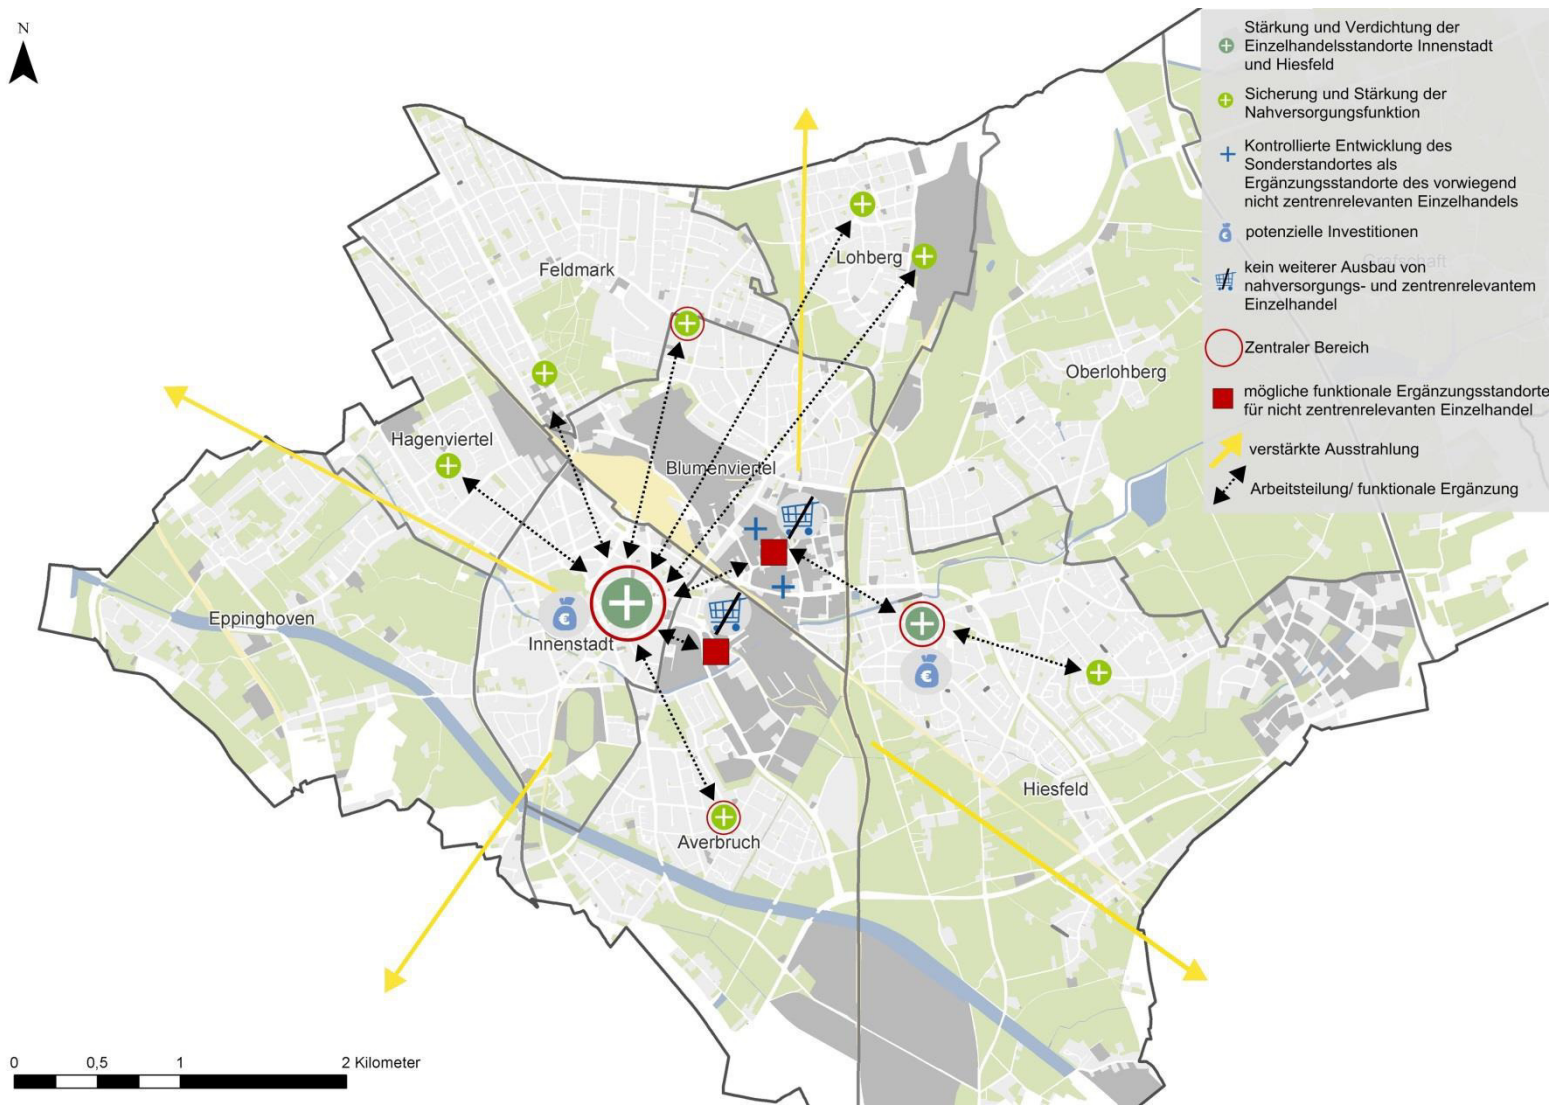 N
Stärkung und Verdichtung der
Einzelhandelsstandorte Innenstadt
und Hiesfeld
Sicherung und Stärkung der
Nahversorgungsfunktion
Kontrollierte Entwicklung des
Sonderstandortes als
Ergänzungsstandorte des vorwiegend
nicht zentrenrelevanten Einzelhandels
potenzielle Investitionen
kein weiterer Ausbau von
nahversorgungs- und zentrenrelevantem
Einzelhandel
Zentraler Bereich
mögliche funktionale Ergänzungsstandorte
für nicht zentrenrelevanten Einzelhandel
verstärkte Ausstrahlung
Arbeitsteilung/ funktionale Ergänzung
Grafschaft
Lohberg
Feldmark
Oberlohberg
Hagenviertel
Blumenviertel
Eppinghoven
€
Innenstadt
€
Hiesfeld
Averbruch
0 0,5 1 2 Kilometer